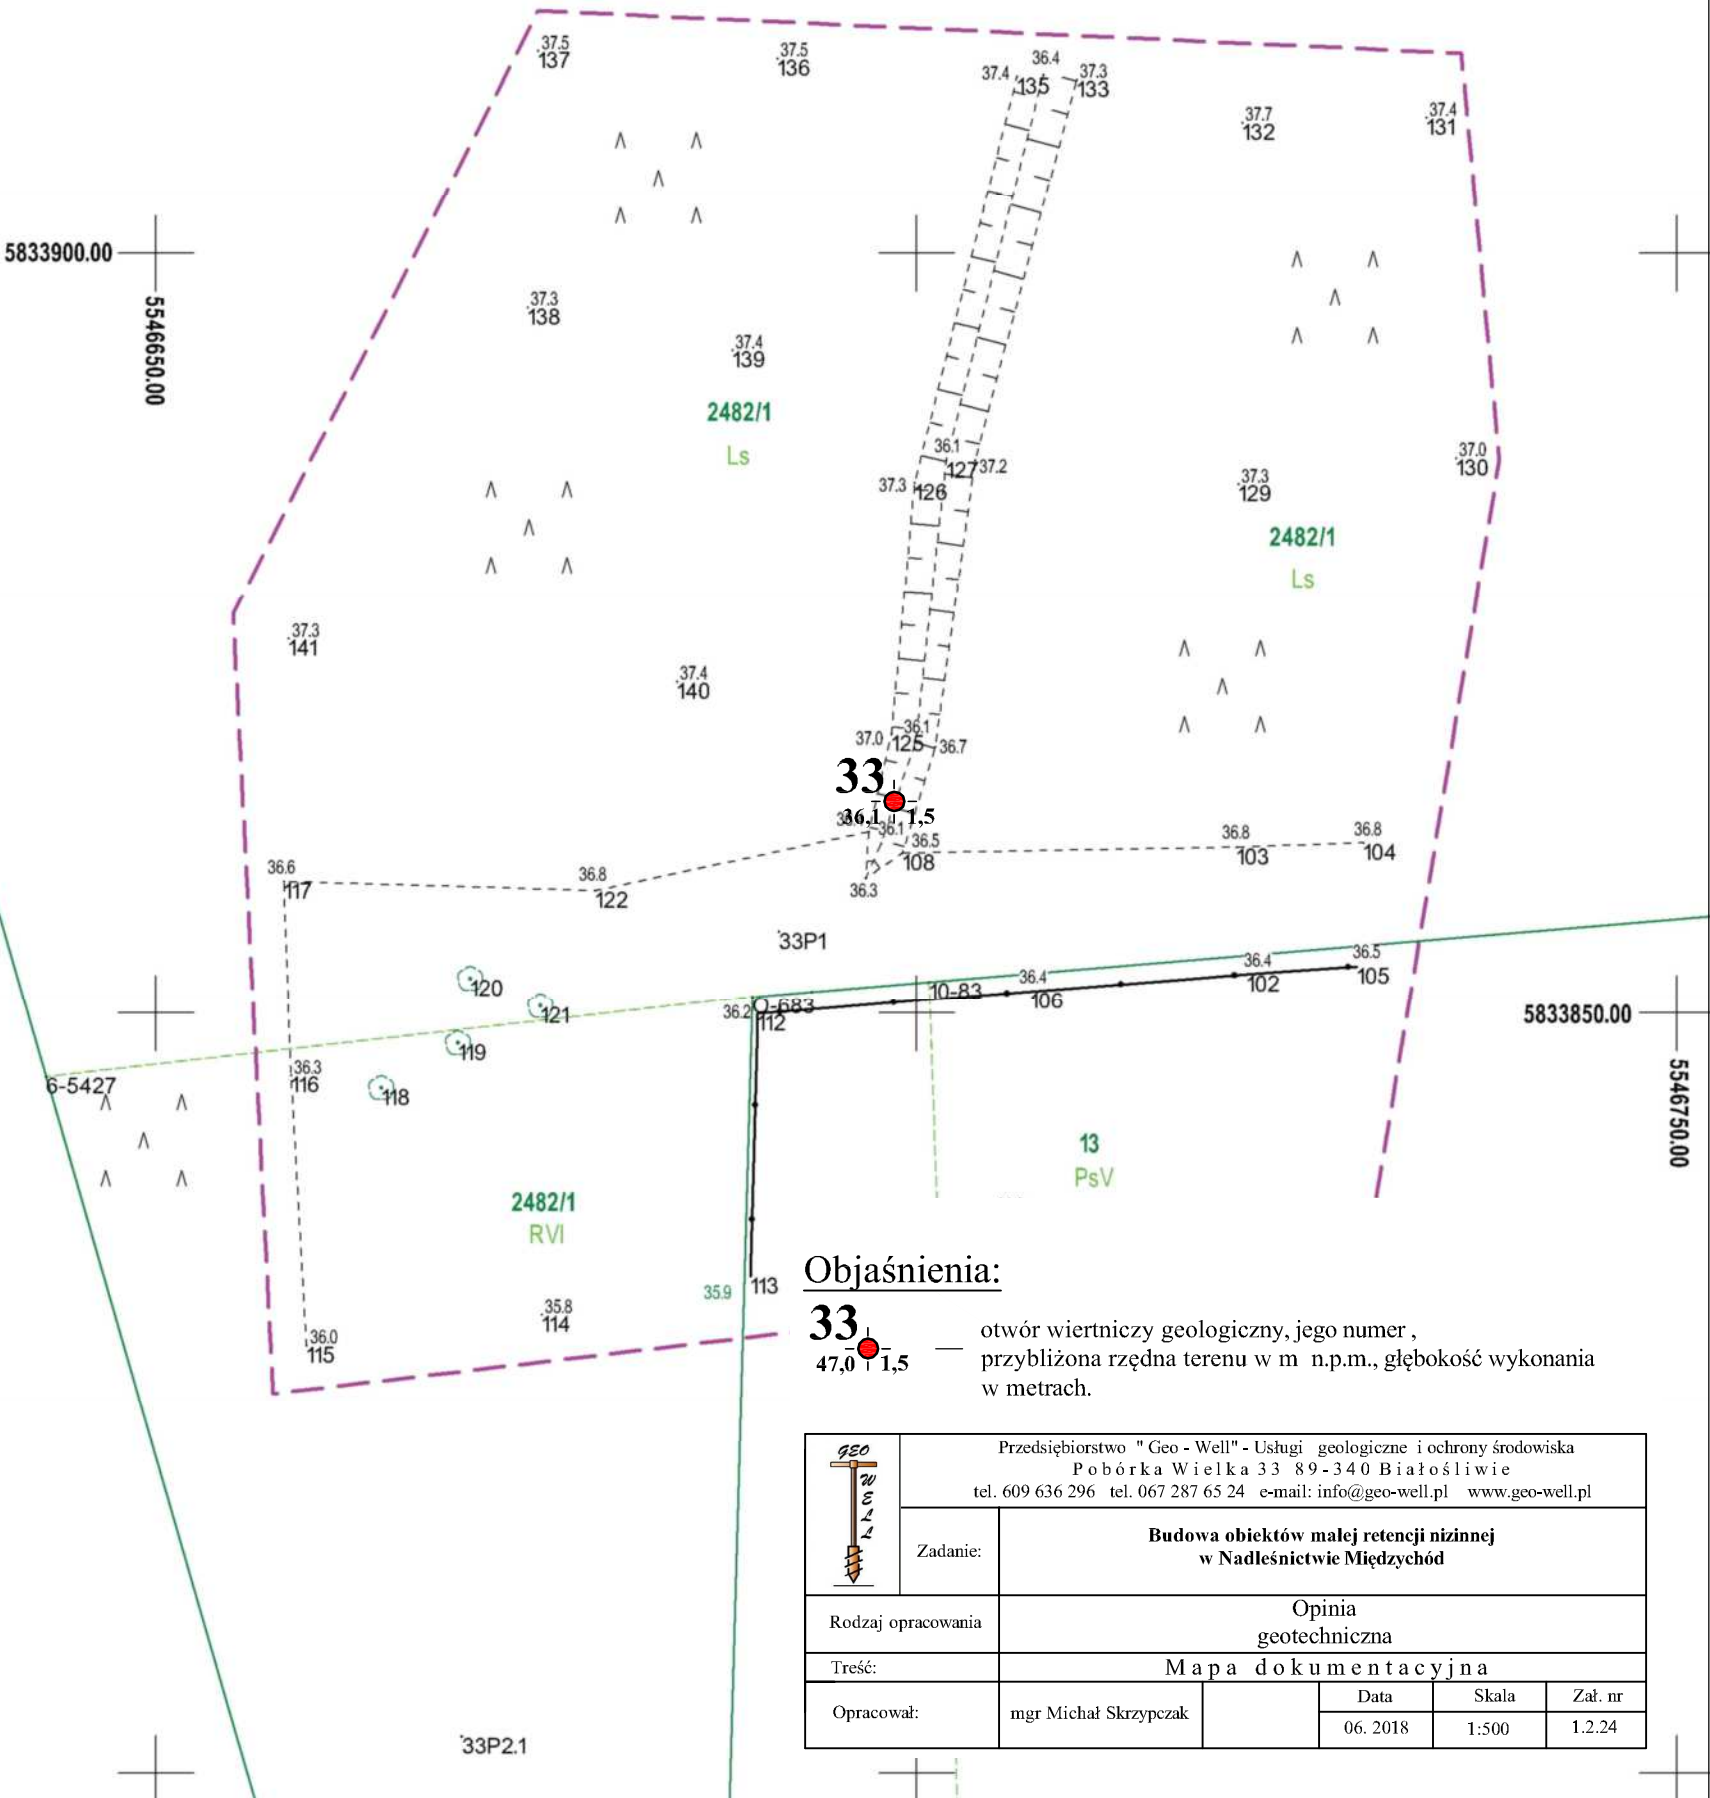 37.5
137
37.5
136
37.4
135
36.4
37.3
133
37.7
132
37.4
131
5833900.00
5546650.00
37.3
138
37.4
139
2482/1
Ls
36.1
127
37.2
37.3
126
37.3
129
37.0
130
2482/1
Ls
37.3
141
37.4
140
36.1
37.0
125
36.7
33
36,1
1,5
36.1
36.5
108
36.3
36.8
103
36.8
104
36.6
117
36.8
122
33P1
120
121
119
118
36.2
O-683
112
10-83
36.4
106
36.4
102
36.5
105
5833850.00
5546750.00
6-5427
36.3
116
2482/1
RVI
13
PsV
35.9
113
35.8
114
36.0
115
Objaśnienia:
33
47,0
1,5
— otwór wiertniczy geologiczny, jego numer ,
przybliżona rzędna terenu w m n.p.m., głębokość wykonania
w metrach.
GEO
WELL
Przedsiębiorstwo " Geo - Well" - Usługi geologiczne i ochrony środowiska
Pobórka Wielka 33 89-340 Białośliwie
tel. 609 636 296 tel. 067 287 65 24 e-mail: info@geo-well.pl www.geo-well.pl
Zadanie:
Budowa obiektów małej retencji nizinnej
w Nadleśnictwie Międzychód
Rodzaj opracowania
Opinia
geotechniczna
Treść:
Mapa dokumentacyjna
Opracował:
mgr Michał Skrzypczak
Data
Skala
Zał. nr
06. 2018
1:500
1.2.24
33P2.1